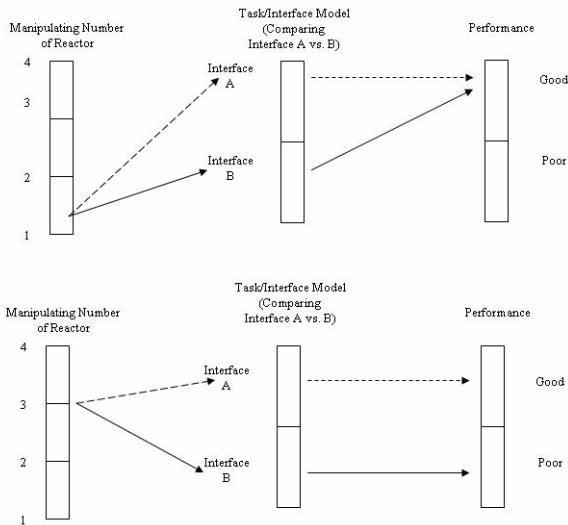 Task/Interface Model
(Comparing
Interface A vs. B)
Manipulating Number
of Reactor
Performance
4
3
2
1
Interface
A
Interface
B
Good
Poor
Task/Interface Model
(Comparing
Interface A vs. B)
Manipulating Number
of Reactor
Performance
4
3
2
1
Interface
A
Interface
B
Good
Poor